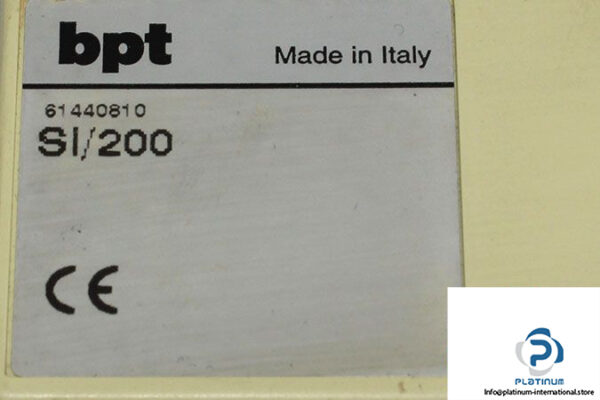 bpt
Made in Italy
61440810
SI/200
CE
PLATINUM
Info@platinum-international.store